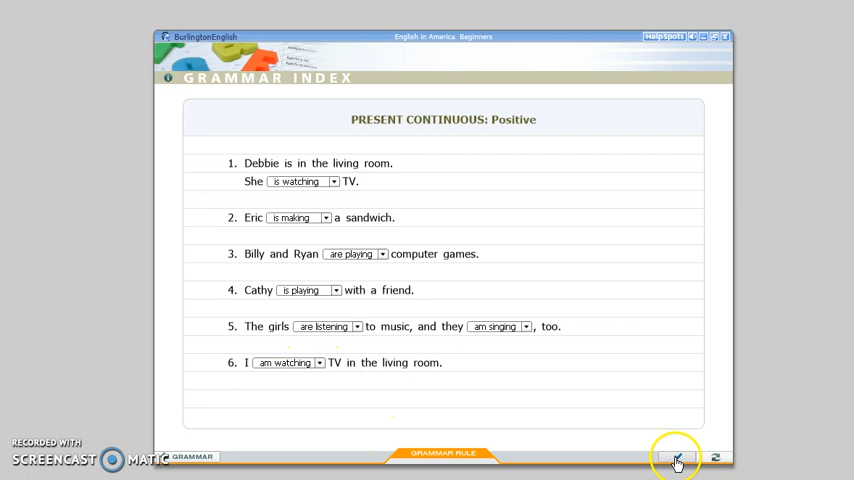 BurlingtonEnglish English in America Beginners HelpSpots
GRAMMAR INDEX
PRESENT CONTINUOUS: Positive
1. Debbie is in the living room.
She is watching TV.
2. Eric is making a sandwich.
3. Billy and Ryan are playing computer games.
4. Cathy is playing with a friend.
5. The girls are listening to music, and they am singing , too.
6. I am watching TV in the living room.
GRAMMAR GRAMMAR RULE
RECORDED WITH
SCREENCAST MATIC